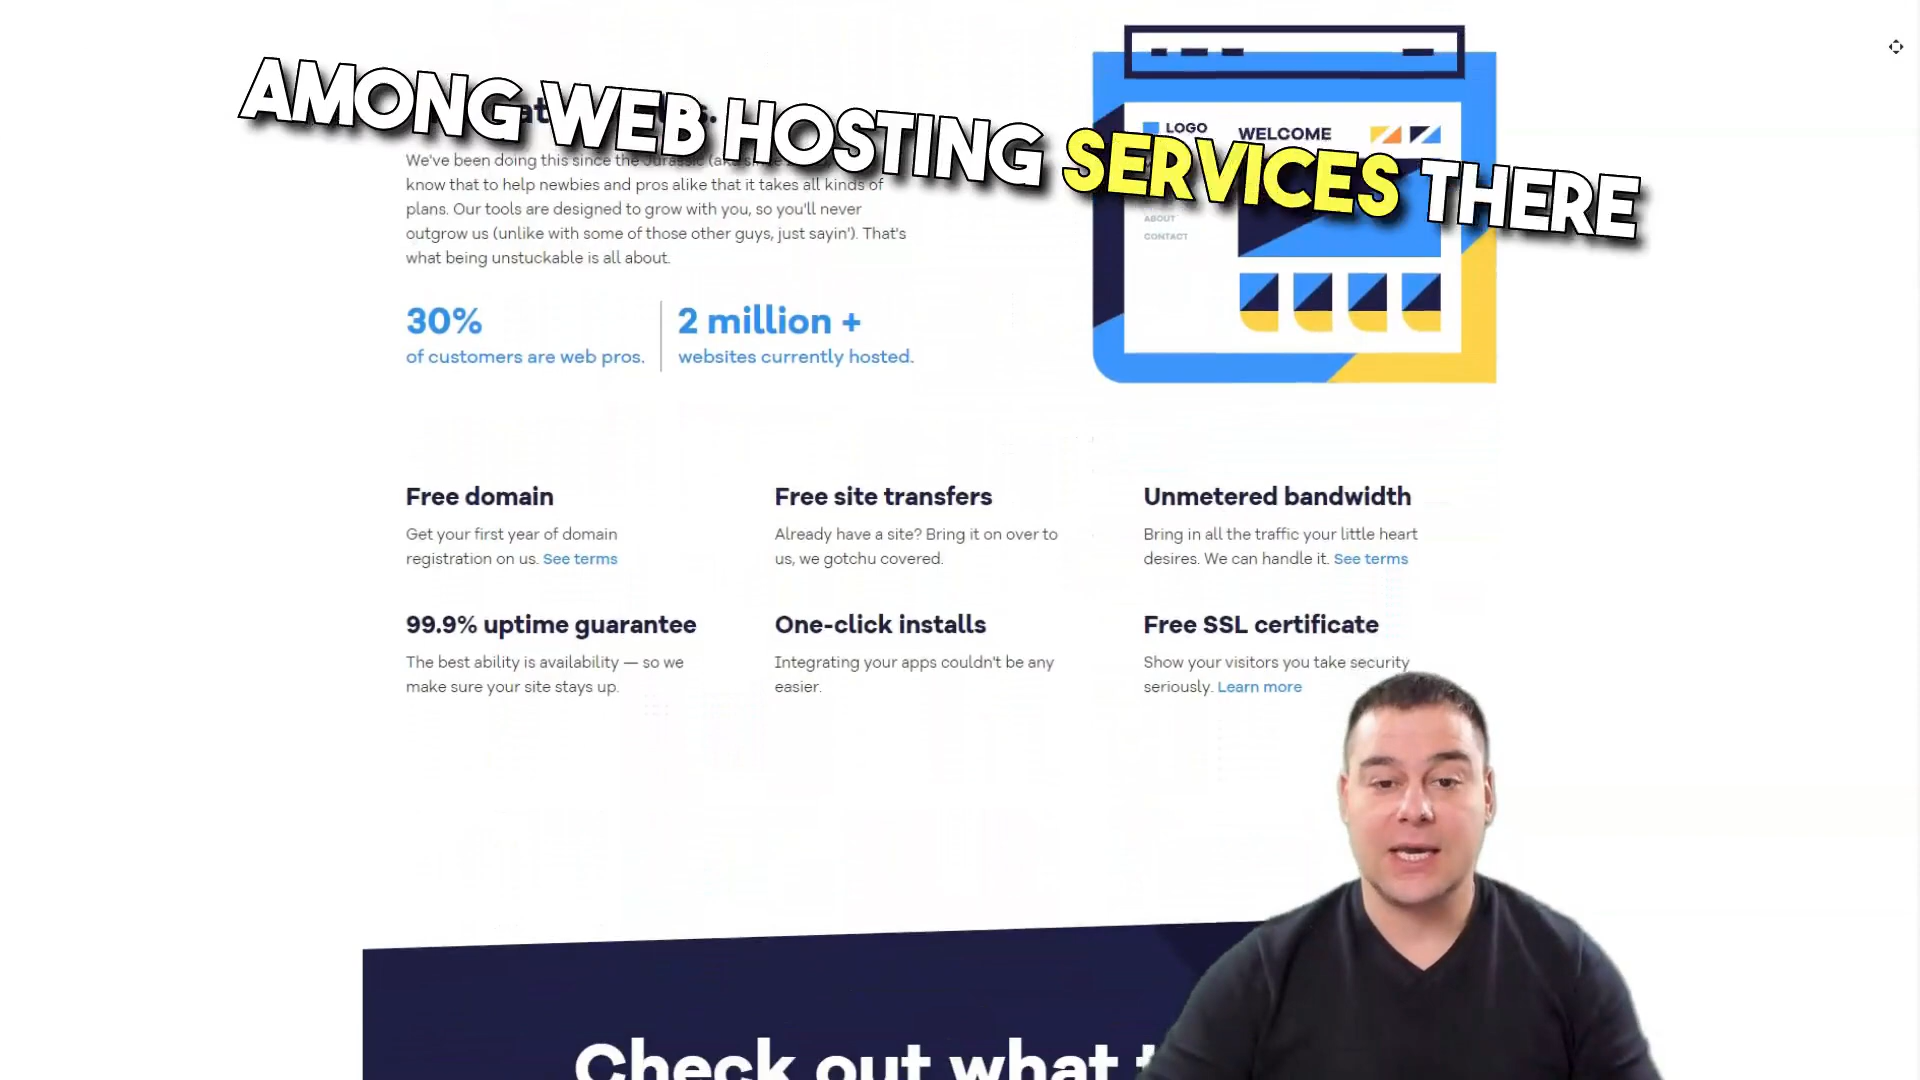 AMONG WEB HOSTING SERVICES THERE
We've been doing this since the Jurassic
know that to help newbies and pros alike that it takes all kinds of
plans. Our tools are designed to grow with you, so you'll never
outgrow us (unlike with some of those other guys, just sayin'). That's
what being unstuckable is all about.
30%
of customers are web pros.
2 million +
websites currently hosted.
LOGO
WELCOME
ABOUT
CONTACT
Free domain
Get your first year of domain
registration on us. See terms
Free site transfers
Already have a site? Bring it on over to
us, we gotchu covered.
Unmetered bandwidth
Bring in all the traffic your little heart
desires. We can handle it. See terms
99.9% uptime guarantee
The best ability is availability — so we
make sure your site stays up.
One-click installs
Integrating your apps couldn't be any
easier.
Free SSL certificate
Show your visitors you take security
seriously. Learn more
Check out what